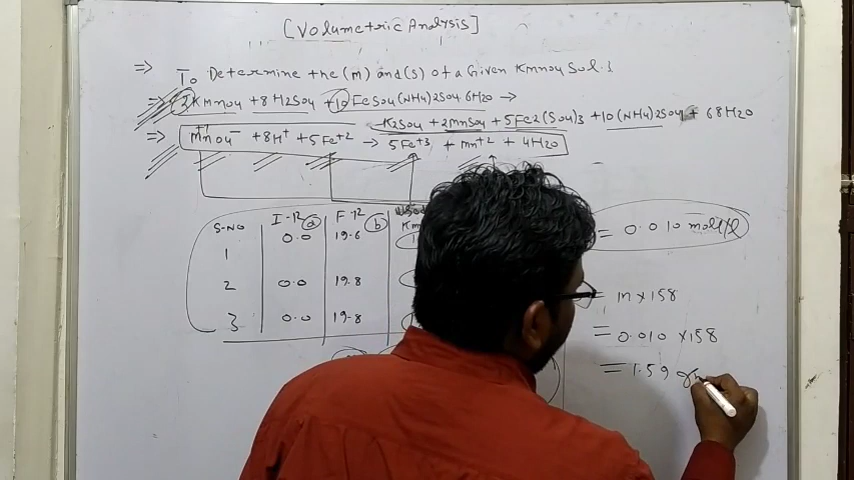 [Volumetric Analysis]
=> To Determine the (m) and (s) of a Given Kmno4 Sol.
=> 2 Kmno4 + 8 H2So4 + 10 FeSo4(NH4)2So4 6H2O →
K2So4 + 2mnSo4 + 5Fe2(So4)3 + 10 (NH4)2So4 + 68H2O
=> mno4- + 8H+ + 5Fe+2 → 5Fe+3 + mn+2 + 4H2O
S.NO I-R a F-R b
1 0.0 19.6
2 0.0 19.8
3 0.0 19.8
= 0.010 mol/l
= m x 158
= 0.010 x 158
= 1.59